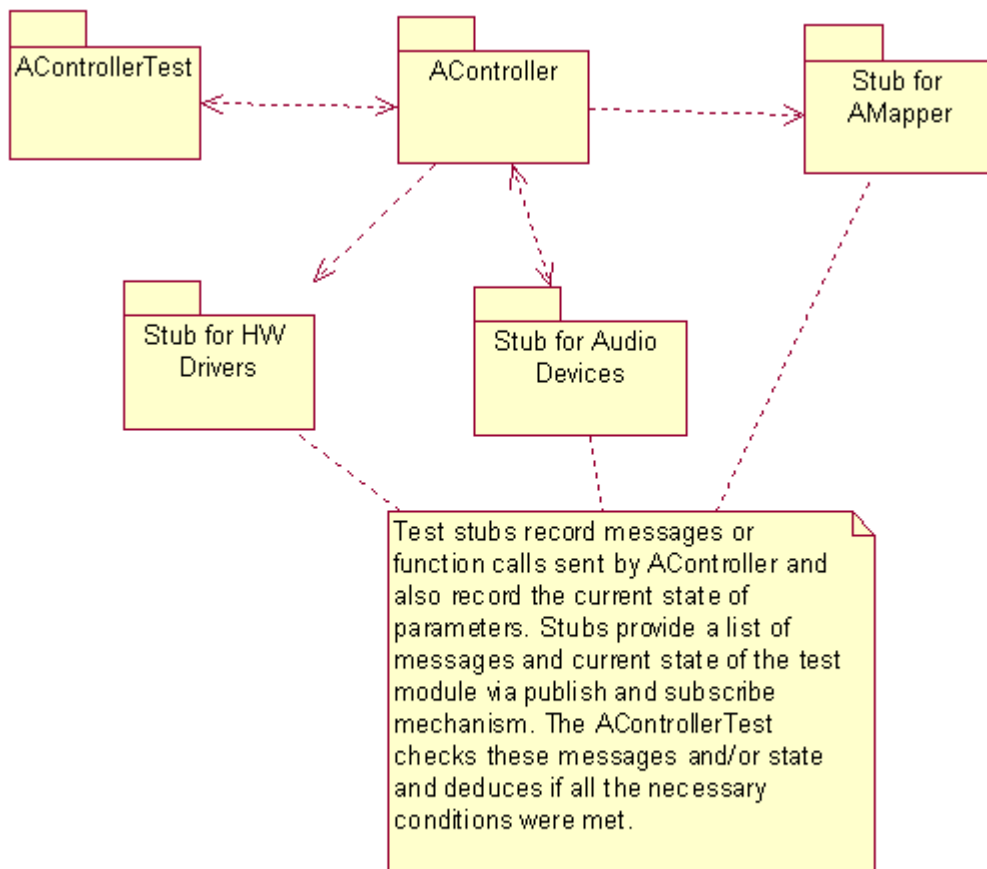 AControllerTest
AController
Stub for
AMapper
Stub for HW
Drivers
Stub for Audio
Devices
Test stubs record messages or
function calls sent by AController and
also record the current state of
parameters. Stubs provide a list of
messages and current state of the test
module via publish and subscribe
mechanism. The AControllerTest
checks these messages and/or state
and deduces if all the necessary
conditions were met.